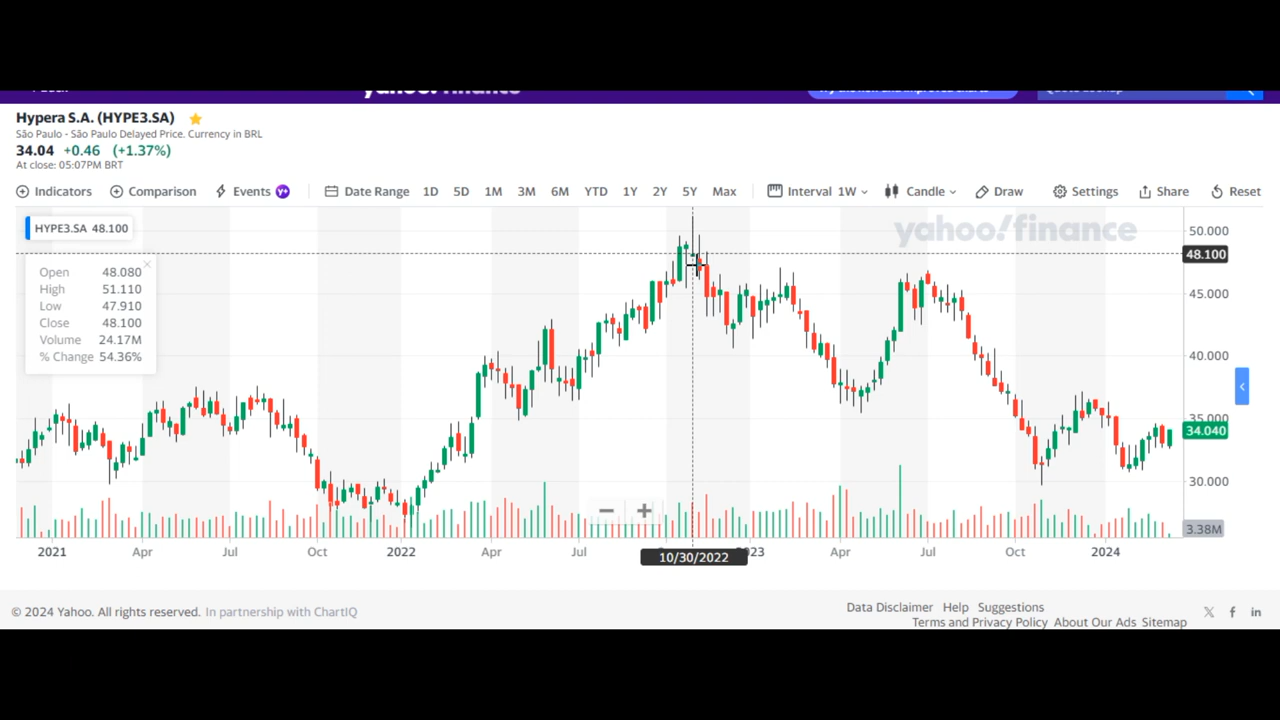 yahoo! finance
Hypera S.A. (HYPE3.SA)
São Paulo - São Paulo Delayed Price. Currency in BRL
34.04 +0.46 (+1.37%)
At close: 05:07PM BRT
Indicators Comparison Events Y+ Date Range 1D 5D 1M 3M 6M YTD 1Y 2Y 5Y Max Interval 1W Candle Draw Settings Share Reset
HYPE3.SA 48.100
yahoo!finance
Open 48.080
High 51.110
Low 47.910
Close 48.100
Volume 24.17M
% Change 54.36%
50.000
48.100
45.000
40.000
35.000
34.040
30.000
3.38M
2021 Apr Jul Oct 2022 Apr Jul 2023 Apr Jul Oct 2024
10/30/2022
© 2024 Yahoo. All rights reserved. In partnership with ChartIQ
Data Disclaimer Help Suggestions
Terms and Privacy Policy About Our Ads Sitemap